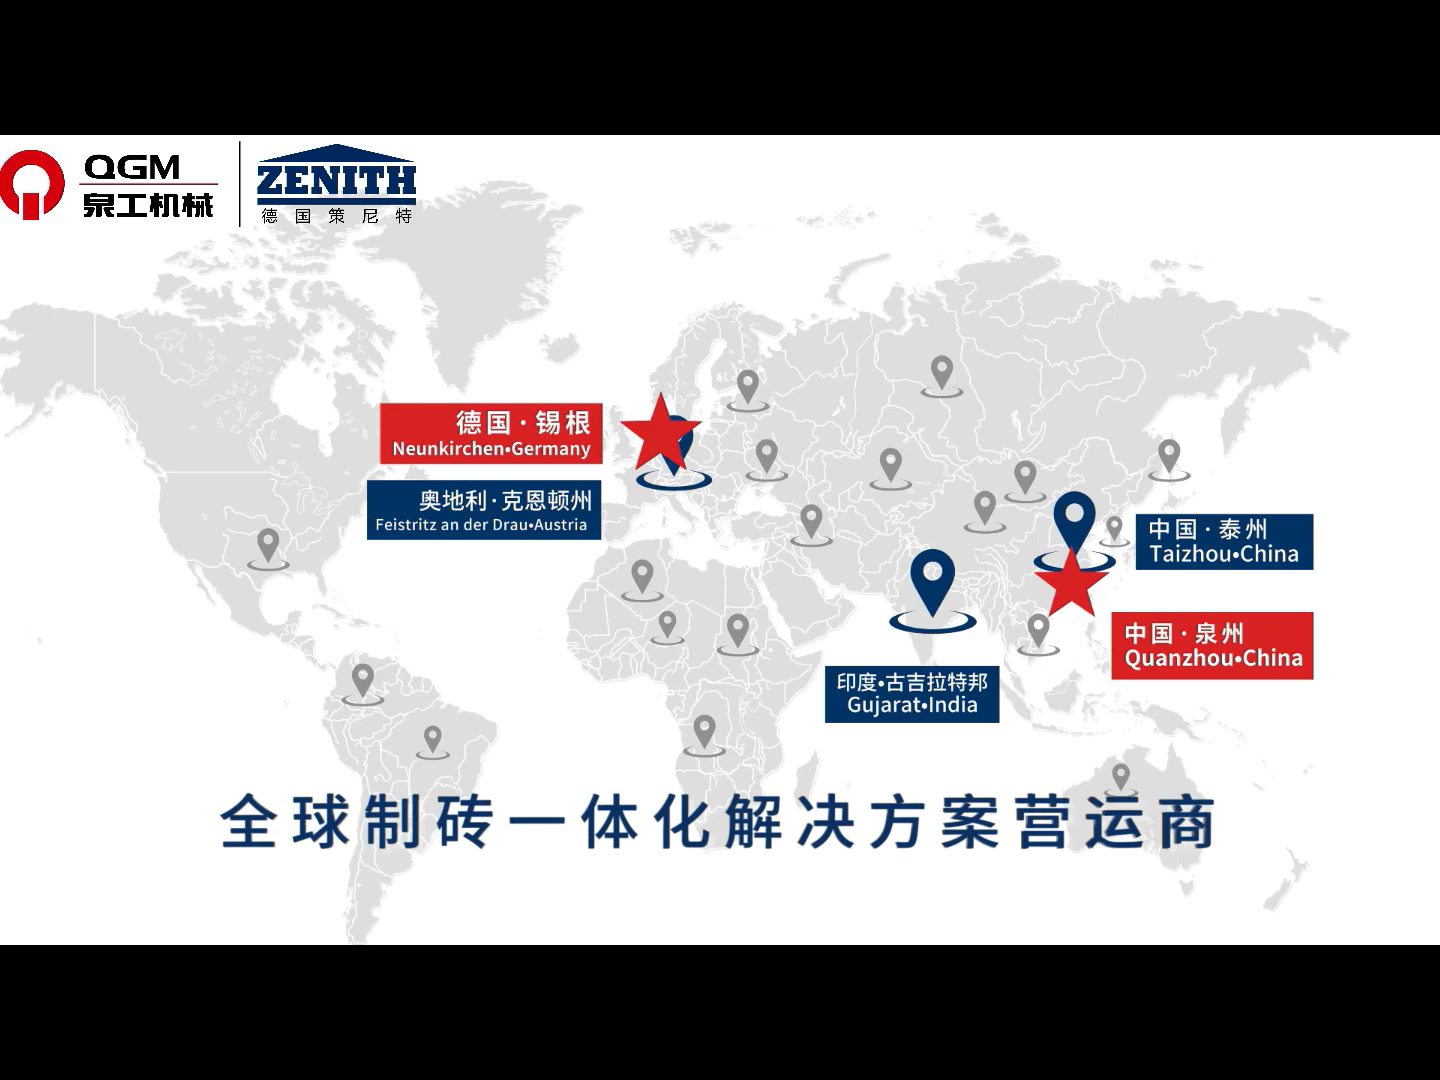 QGM
泉工机械
ZENITH
德国策尼特
德国·锡根
Neunkirchen•Germany
奥地利·克恩顿州
Feistritz an der Drau•Austria
中国·泰州
Taizhou•China
中国·泉州
Quanzhou•China
印度•古吉拉特邦
Gujarat•India
全球制砖一体化解决方案营运商